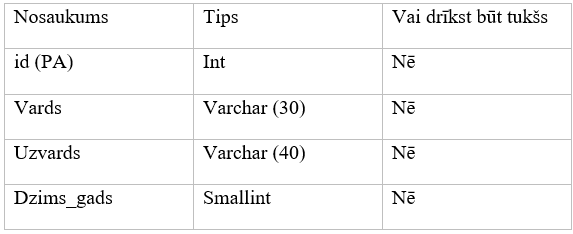 Nosaukums Tips Vai drīkst būt tukšs
id (PA) Int Nē
Vards Varchar (30) Nē
Uzvards Varchar (40) Nē
Dzims_gads Smallint Nē